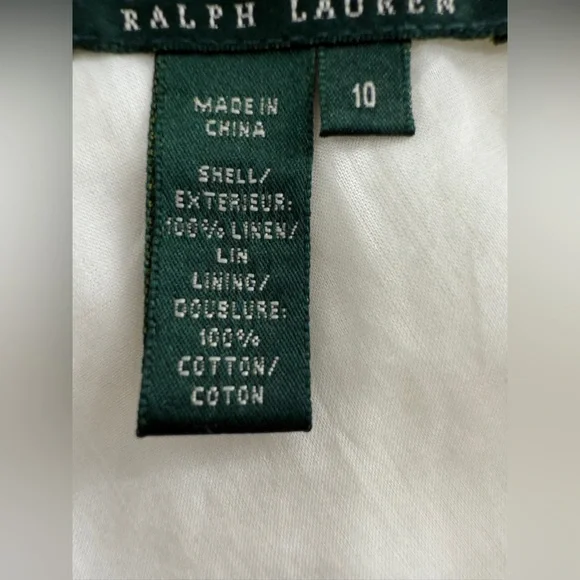 RALPH LAUREN
10
MADE IN
CHINA
SHELL/
EXTERIEUR:
100% LINEN/
LIN
LINING/
DOUBLURE:
100%
COTTON/
COTON